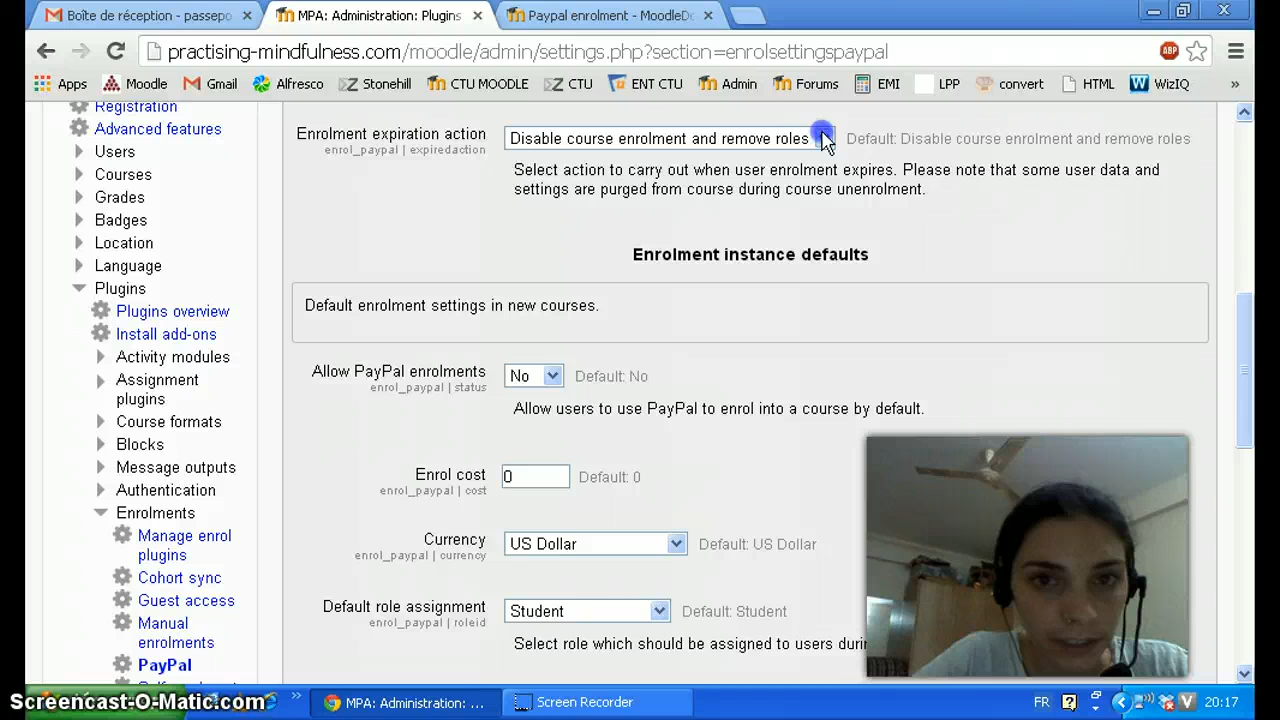 Boîte de réception - passepo
MPA: Administration: Plugins
Paypal enrolment - MoodleDo
practising-mindfulness.com/moodle/admin/settings.php?section=enrolsettingspaypal
ABP
Apps Moodle Gmail Alfresco Stonehill CTU MOODLE CTU ENT CTU Admin Forums EMI LPP convert HTML WizIQ »
Registration
Advanced features
Users
Courses
Grades
Badges
Location
Language
Plugins
Plugins overview
Install add-ons
Activity modules
Assignment
plugins
Course formats
Blocks
Message outputs
Authentication
Enrolments
Manage enrol
plugins
Cohort sync
Guest access
Manual
enrolments
PayPal
Enrolment expiration action
enrol_paypal | expiredaction
Disable course enrolment and remove roles
Default: Disable course enrolment and remove roles
Select action to carry out when user enrolment expires. Please note that some user data and
settings are purged from course during course unenrolment.
Enrolment instance defaults
Default enrolment settings in new courses.
Allow PayPal enrolments
enrol_paypal | status
No
Default: No
Allow users to use PayPal to enrol into a course by default.
Enrol cost
enrol_paypal | cost
0
Default: 0
Currency
enrol_paypal | currency
US Dollar
Default: US Dollar
Default role assignment
enrol_paypal | roleid
Student
Default: Student
Select role which should be assigned to users durin
Screencast-O-Matic.com
»
MPA: Administration: ...
Screen Recorder
FR
20:17